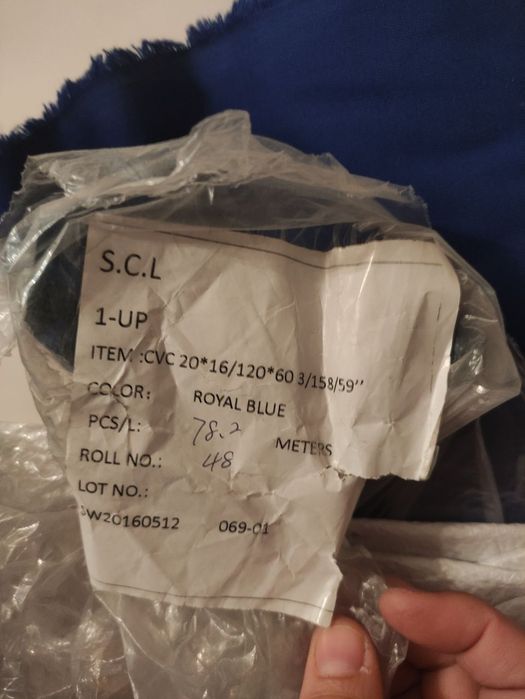 S.C.L
1-UP
ITEM :CVC 20*16/120*60 3/158/59"
COLOR: ROYAL BLUE
PCS/L: 78.2 METERS
ROLL NO.: 48
LOT NO.:
SW20160512 069-01